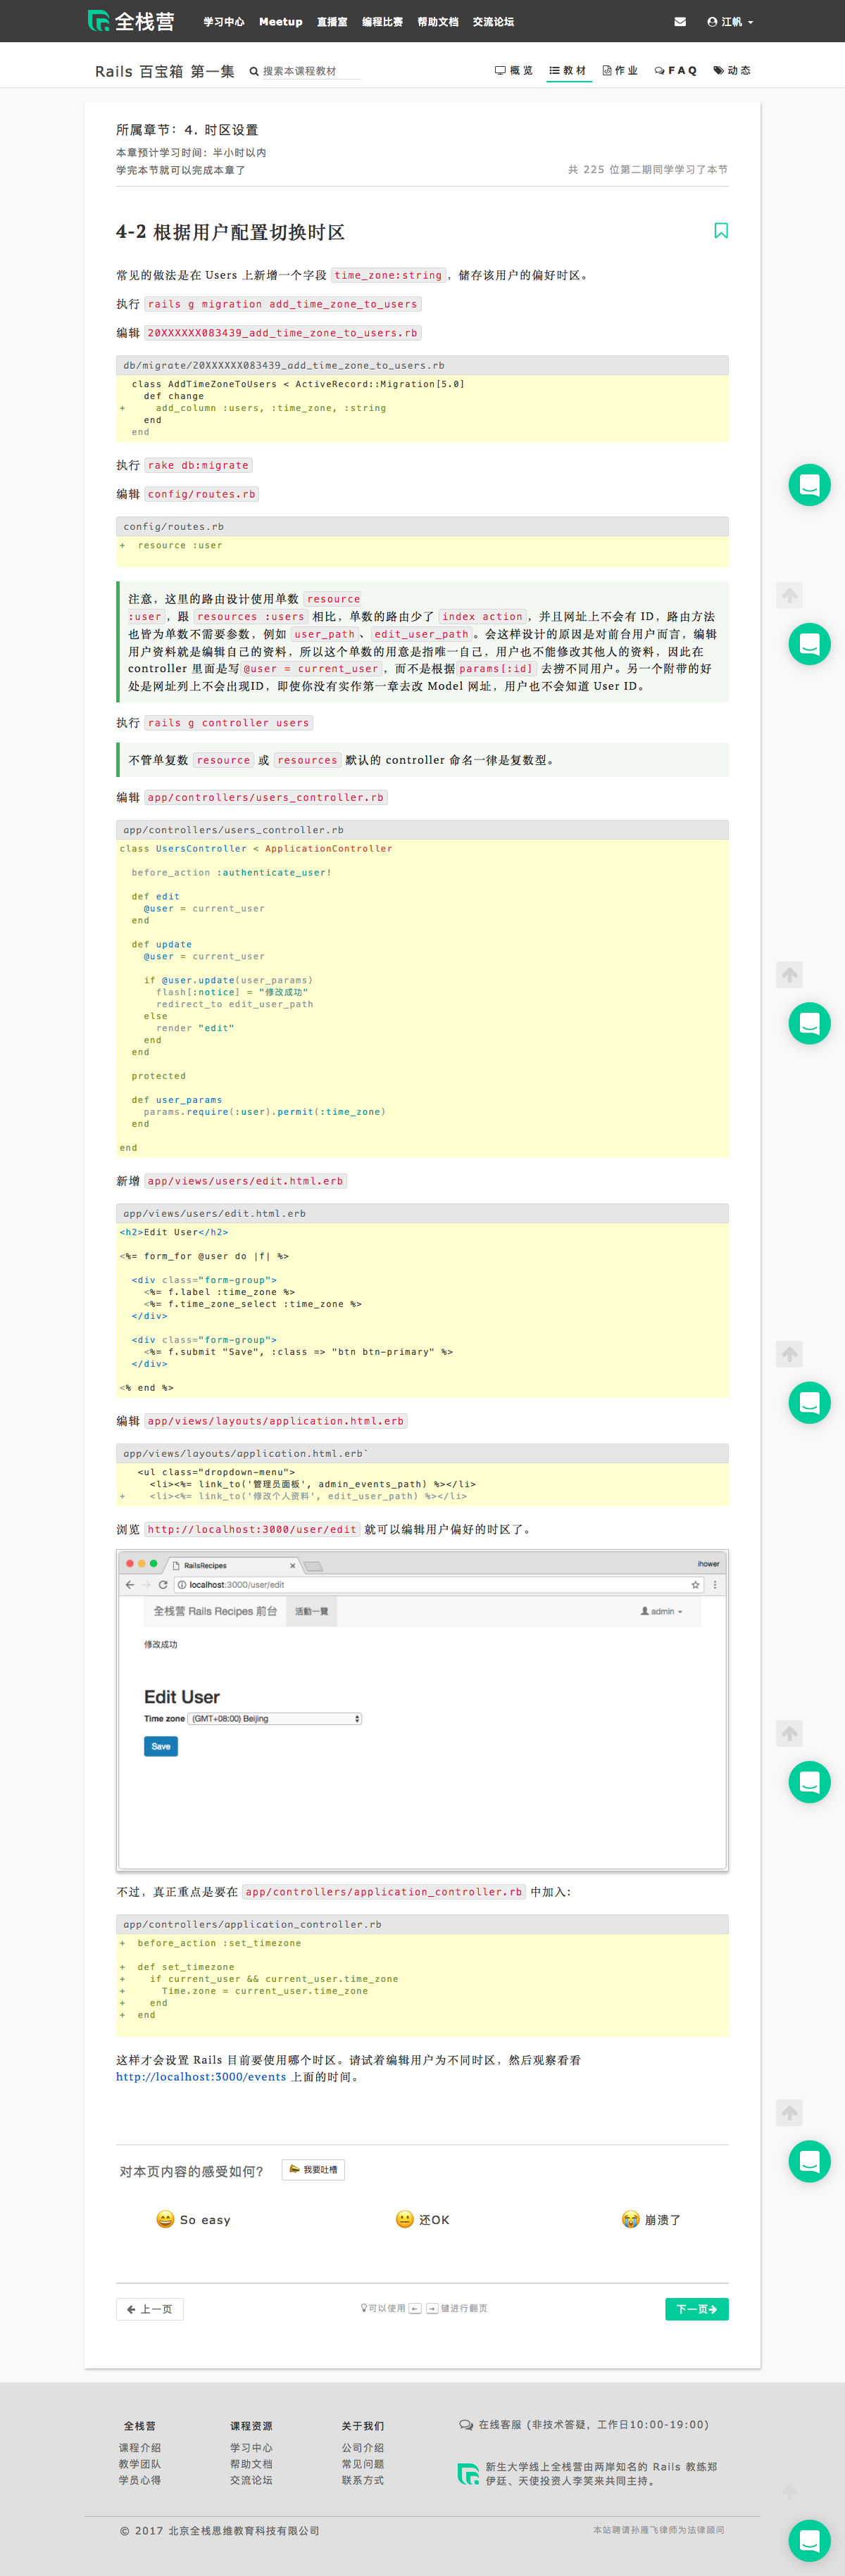 全栈营 学习中心 Meetup 直播室 编程比赛 帮助文档 交流论坛 江帆
Rails 百宝箱 第一集 搜索本课程教材 概览 教材 作业 FAQ 动态
所属章节：4. 时区设置
本章预计学习时间：半小时以内
学完本节就可以完成本章了 共 225 位第二期同学学习了本节
4-2 根据用户配置切换时区
常见的做法是在 Users 上新增一个字段 time_zone:string，储存该用户的偏好时区。
执行 rails g migration add_time_zone_to_users
编辑 20XXXXXX083439_add_time_zone_to_users.rb
db/migrate/20XXXXXX083439_add_time_zone_to_users.rb
class AddTimeZoneToUsers < ActiveRecord::Migration[5.0]
def change
+ add_column :users, :time_zone, :string
end
end
执行 rake db:migrate
编辑 config/routes.rb
config/routes.rb
+ resource :user
注意，这里的路由设计使用单数 resource
:user，跟 resources :users 相比，单数的路由少了 index action，并且网址上不会有 ID，路由方法
也皆为单数不需要参数，例如 user_path、edit_user_path。会这样设计的原因是对前台用户而言，编辑
用户资料就是编辑自己的资料，所以这个单数的用意是指唯一自己，用户也不能修改其他人的资料，因此在
controller 里面是写@user = current_user，而不是根据params[:id] 去捞不同用户。另一个附带的好
处是网址列上不会出现ID，即使你没有实作第一章去改 Model 网址，用户也不会知道 User ID。
执行 rails g controller users
不管单复数 resource 或 resources 默认的 controller 命名一律是复数型。
编辑 app/controllers/users_controller.rb
app/controllers/users_controller.rb
class UsersController < ApplicationController
before_action :authenticate_user!
def edit
@user = current_user
end
def update
@user = current_user
if @user.update(user_params)
flash[:notice] = "修改成功"
redirect_to edit_user_path
else
render "edit"
end
end
protected
def user_params
params.require(:user).permit(:time_zone)
end
end
新增 app/views/users/edit.html.erb
app/views/users/edit.html.erb
<h2>Edit User</h2>
<%= form_for @user do |f| %>
<div class="form-group">
<%= f.label :time_zone %>
<%= f.time_zone_select :time_zone %>
</div>
<div class="form-group">
<%= f.submit "Save", :class => "btn btn-primary" %>
</div>
<% end %>
编辑 app/views/layouts/application.html.erb
app/views/layouts/application.html.erb`
<ul class="dropdown-menu">
<li><%= link_to('管理员面板', admin_events_path) %></li>
+ <li><%= link_to('修改个人资料', edit_user_path) %></li>
浏览 http://localhost:3000/user/edit 就可以编辑用户偏好的时区了。
RailsRecipes ihower
localhost:3000/user/edit
全栈营 Rails Recipes 前台 活動一覽 admin
修改成功
Edit User
Time zone (GMT+08:00) Beijing
Save
不过，真正重点是要在 app/controllers/application_controller.rb 中加入：
app/controllers/application_controller.rb
+ before_action :set_timezone
+ def set_timezone
+ if current_user && current_user.time_zone
+ Time.zone = current_user.time_zone
+ end
+ end
这样才会设置 Rails 目前要使用哪个时区。请试着编辑用户为不同时区，然后观察看看
http://localhost:3000/events 上面的时间。
对本页内容的感受如何? 我要吐槽
So easy 还OK 崩溃了
← 上一页 可以使用 ← → 键进行翻页 下一页→
全栈营 课程资源 关于我们 在线客服 (非技术答疑，工作日10:00-19:00)
课程介绍 学习中心 公司介绍
教学团队 帮助文档 常见问题 新生大学线上全栈营由两岸知名的 Rails 教练郑
学员心得 交流论坛 联系方式 伊廷、天使投资人李笑来共同主持。
© 2017 北京全栈思维教育科技有限公司 本站聘请孙雁飞律师为法律顾问